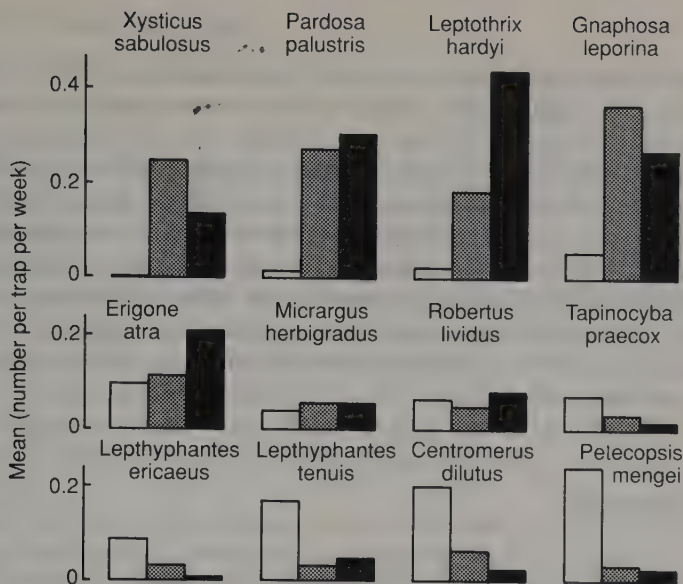 Xysticus
sabulosus
Pardosa
palustris
Leptothrix
hardyi
Gnaphosa
leporina
0.4
0.2
0
Mean (number per trap per week)
Erigone
atra
Micrargus
herbigradus
Robertus
lividus
Tapinocyba
praecox
0.2
0
Lepthyphantes
ericaeus
Lepthyphantes
tenuis
Centromerus
dilutus
Pelecopsis
mengei
0.2
0